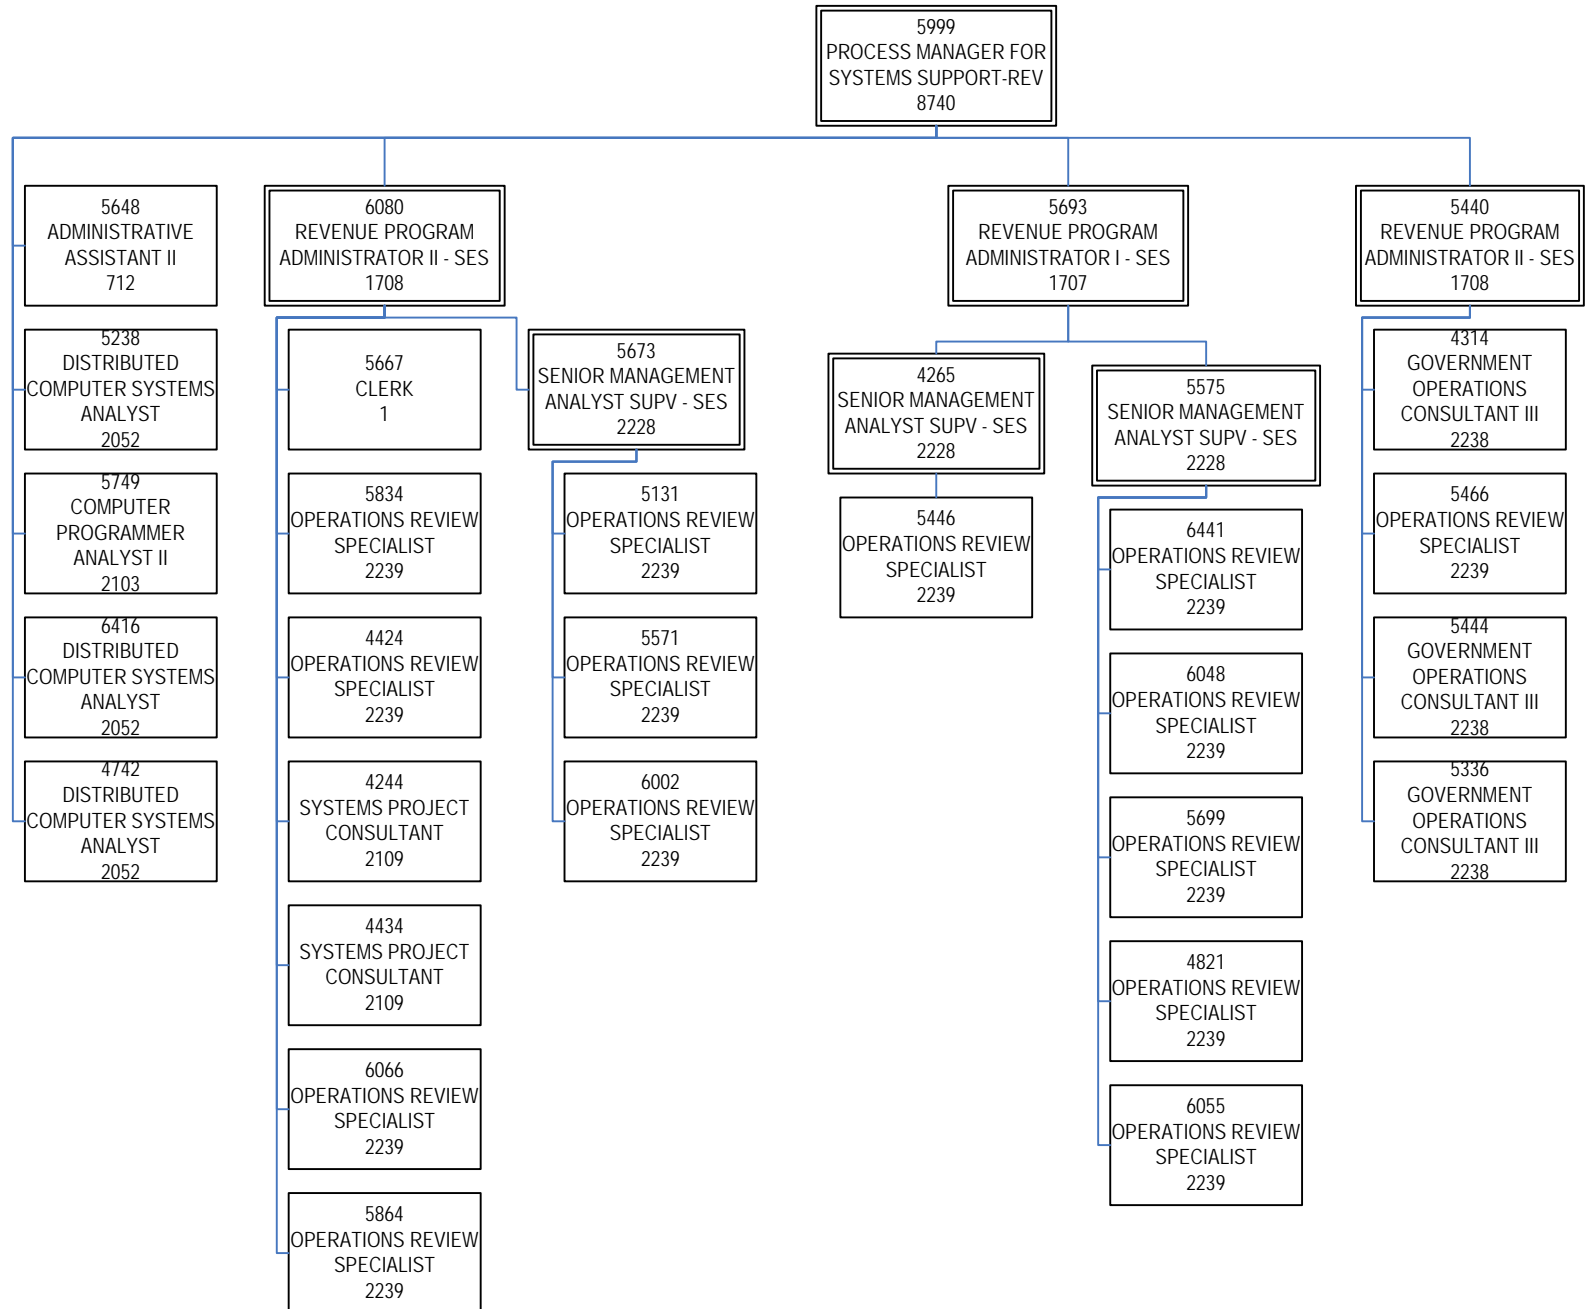 5999
PROCESS MANAGER FOR
SYSTEMS SUPPORT-REV
8740
5648
ADMINISTRATIVE
ASSISTANT II
712
5238
DISTRIBUTED
COMPUTER SYSTEMS
ANALYST
2052
5749
COMPUTER
PROGRAMMER
ANALYST II
2103
6416
DISTRIBUTED
COMPUTER SYSTEMS
ANALYST
2052
4742
DISTRIBUTED
COMPUTER SYSTEMS
ANALYST
2052
6080
REVENUE PROGRAM
ADMINISTRATOR II - SES
1708
5667
CLERK
1
5834
OPERATIONS REVIEW
SPECIALIST
2239
4424
OPERATIONS REVIEW
SPECIALIST
2239
4244
SYSTEMS PROJECT
CONSULTANT
2109
4434
SYSTEMS PROJECT
CONSULTANT
2109
6066
OPERATIONS REVIEW
SPECIALIST
2239
5864
OPERATIONS REVIEW
SPECIALIST
2239
5673
SENIOR MANAGEMENT
ANALYST SUPV - SES
2228
5131
OPERATIONS REVIEW
SPECIALIST
2239
5571
OPERATIONS REVIEW
SPECIALIST
2239
6002
OPERATIONS REVIEW
SPECIALIST
2239
5693
REVENUE PROGRAM
ADMINISTRATOR I - SES
1707
4265
SENIOR MANAGEMENT
ANALYST SUPV - SES
2228
5446
OPERATIONS REVIEW
SPECIALIST
2239
5575
SENIOR MANAGEMENT
ANALYST SUPV - SES
2228
6441
OPERATIONS REVIEW
SPECIALIST
2239
6048
OPERATIONS REVIEW
SPECIALIST
2239
5699
OPERATIONS REVIEW
SPECIALIST
2239
4821
OPERATIONS REVIEW
SPECIALIST
2239
6055
OPERATIONS REVIEW
SPECIALIST
2239
5440
REVENUE PROGRAM
ADMINISTRATOR II - SES
1708
4314
GOVERNMENT
OPERATIONS
CONSULTANT III
2238
5466
OPERATIONS REVIEW
SPECIALIST
2239
5444
GOVERNMENT
OPERATIONS
CONSULTANT III
2238
5336
GOVERNMENT
OPERATIONS
CONSULTANT III
2238